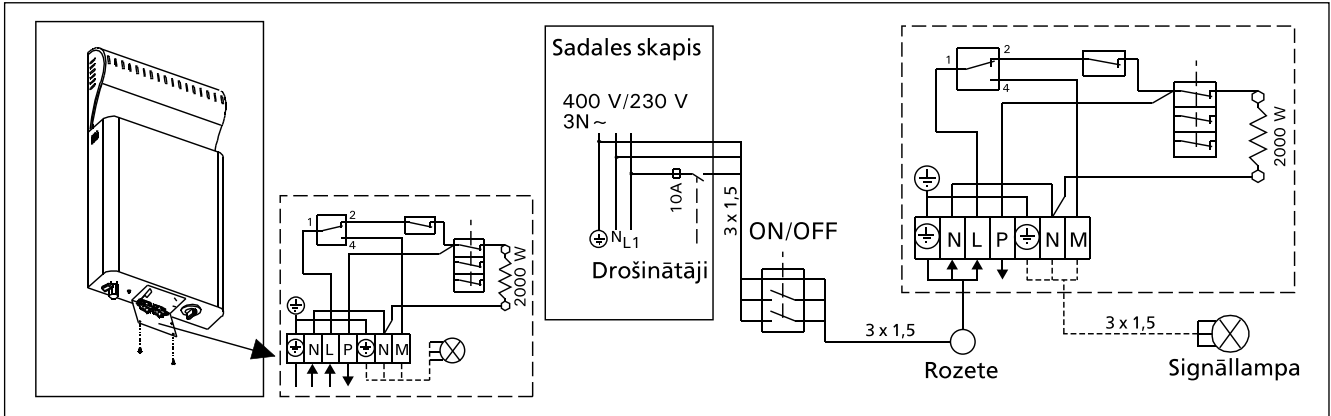 1
2
4
2000 W
⏚ N L P ⏚ N M
Sadales skapis
400 V/230 V
3N ~
10A
⏚ N L1
Drošinātāji
3 x 1,5
ON/OFF
3 x 1,5
Rozete
1
2
4
2000 W
⏚ N L P ⏚ N M
3 x 1,5
Signāllampa